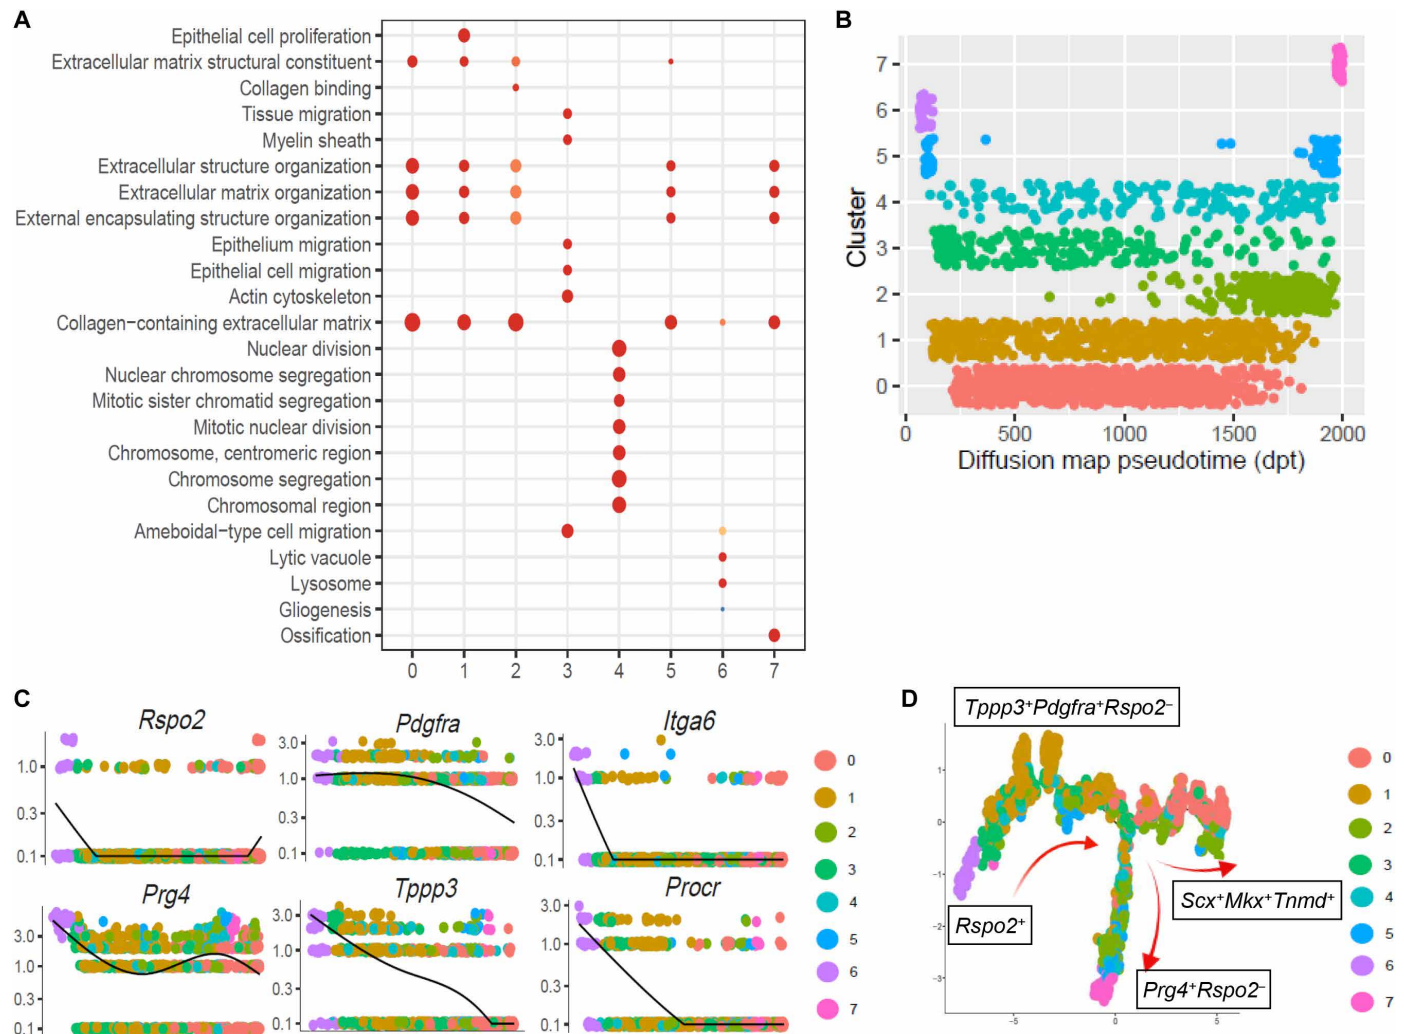 A
Epithelial cell proliferation
Extracellular matrix structural constituent
Collagen binding
Tissue migration
Myelin sheath
Extracellular structure organization
Extracellular matrix organization
External encapsulating structure organization
Epithelium migration
Epithelial cell migration
Actin cytoskeleton
Collagen−containing extracellular matrix
Nuclear division
Nuclear chromosome segregation
Mitotic sister chromatid segregation
Mitotic nuclear division
Chromosome, centromeric region
Chromosome segregation
Chromosomal region
Ameboidal−type cell migration
Lytic vacuole
Lysosome
Gliogenesis
Ossification
0 1 2 3 4 5 6 7
B
Cluster
7
6
5
4
3
2
1
0
0 500 1000 1500 2000
Diffusion map pseudotime (dpt)
C
Rspo2
1.0
0.3
0.1
Pdgfra
3.0
1.0
0.3
0.1
Itga6
3.0
1.0
0.3
0.1
Prg4
3.0
1.0
0.3
0.1
Tppp3
3.0
1.0
0.3
0.1
Procr
3.0
1.0
0.3
0.1
0
1
2
3
4
5
6
7
D
Tppp3+Pdgfra+Rspo2−
1
0
−1
−2
−3
Rspo2+
Scx+Mkx+Tnmd+
Prg4+Rspo2−
−5 0 5
0
1
2
3
4
5
6
7